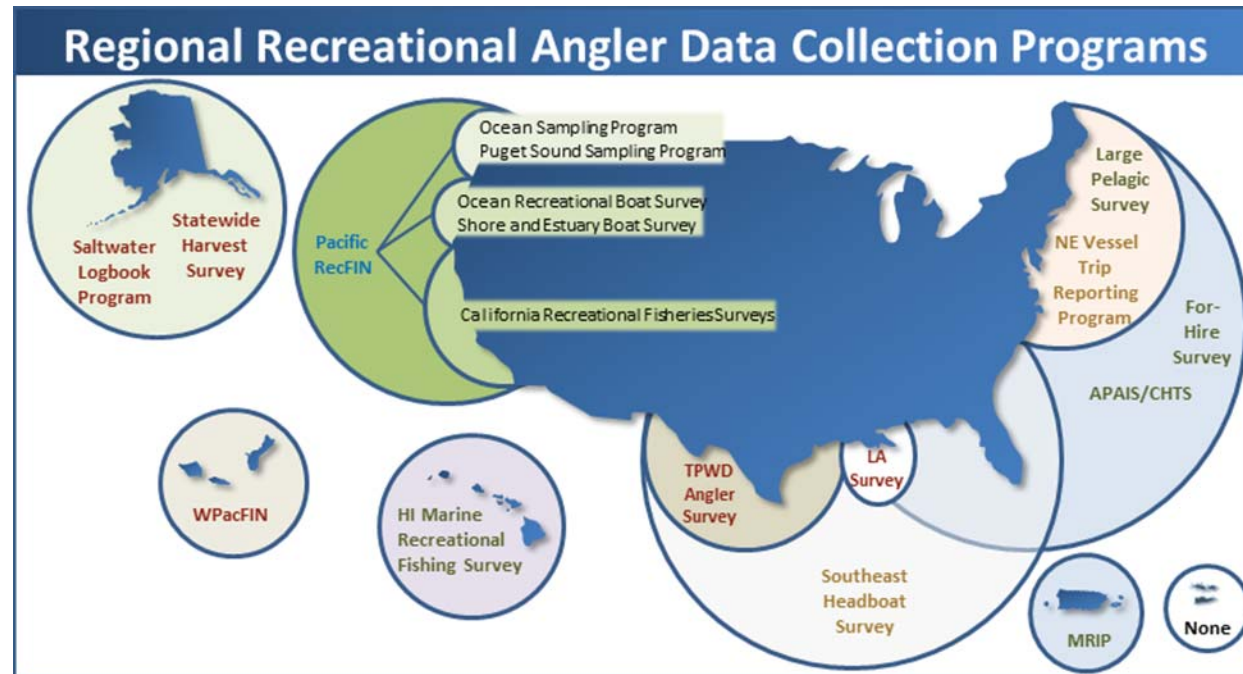 Regional Recreational Angler Data Collection Programs
Saltwater
Logbook
Program
Statewide
Harvest
Survey
Pacific
RecFIN
Ocean Sampling Program
Puget Sound Sampling Program
Ocean Recreational Boat Survey
Shore and Estuary Boat Survey
California Recreational Fisheries Surveys
Large
Pelagic
Survey
NE Vessel
Trip
Reporting
Program
For-
Hire
Survey
APAIS/CHTS
WPacFIN
HI Marine
Recreational
Fishing Survey
TPWD
Angler
Survey
LA
Survey
Southeast
Headboat
Survey
MRIP
None